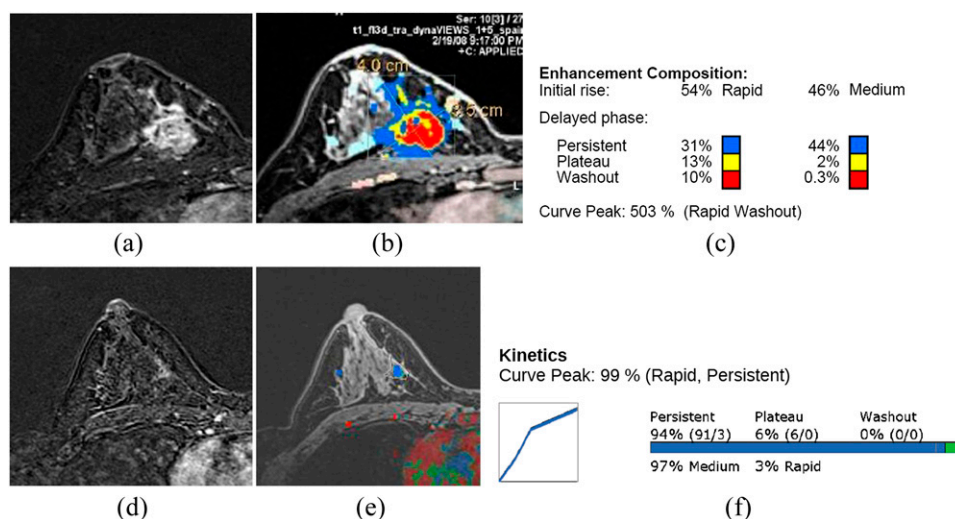 Ser: 10[3] / 27
t1_fl3d_tra_dynaVIEWS_1+5_spair
2/19/08 9:17:00 PM
+C: APPLIED
4.0 cm
3.5 cm
L
Enhancement Composition:
Initial rise: 54% Rapid 46% Medium
Delayed phase:
Persistent 31% 44%
Plateau 13% 2%
Washout 10% 0.3%
Curve Peak: 503 % (Rapid Washout)
(a) (b) (c)
Kinetics
Curve Peak: 99 % (Rapid, Persistent)
Persistent Plateau Washout
94% (91/3) 6% (6/0) 0% (0/0)
97% Medium 3% Rapid
(d) (e) (f)